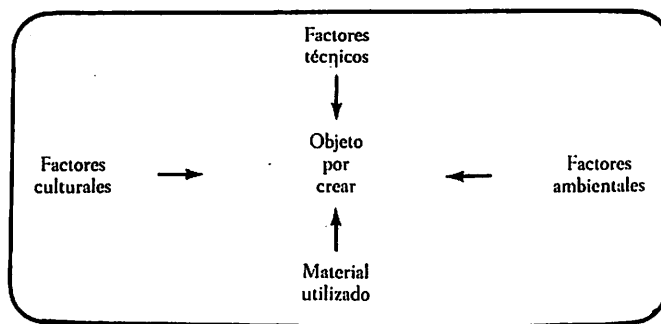 Factores
técnicos
Objeto
por
crear
Factores
culturales
Factores
ambientales
Material
utilizado